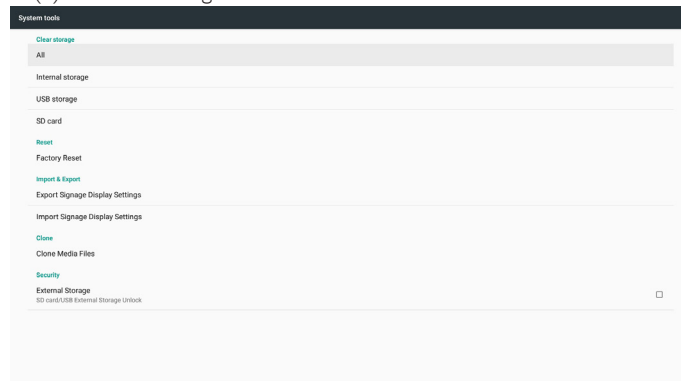 System tools
Clear storage
All
Internal storage
USB storage
SD card
Reset
Factory Reset
Import & Export
Export Signage Display Settings
Import Signage Display Settings
Clone
Clone Media Files
Security
External Storage
SD card/USB External Storage Unlock